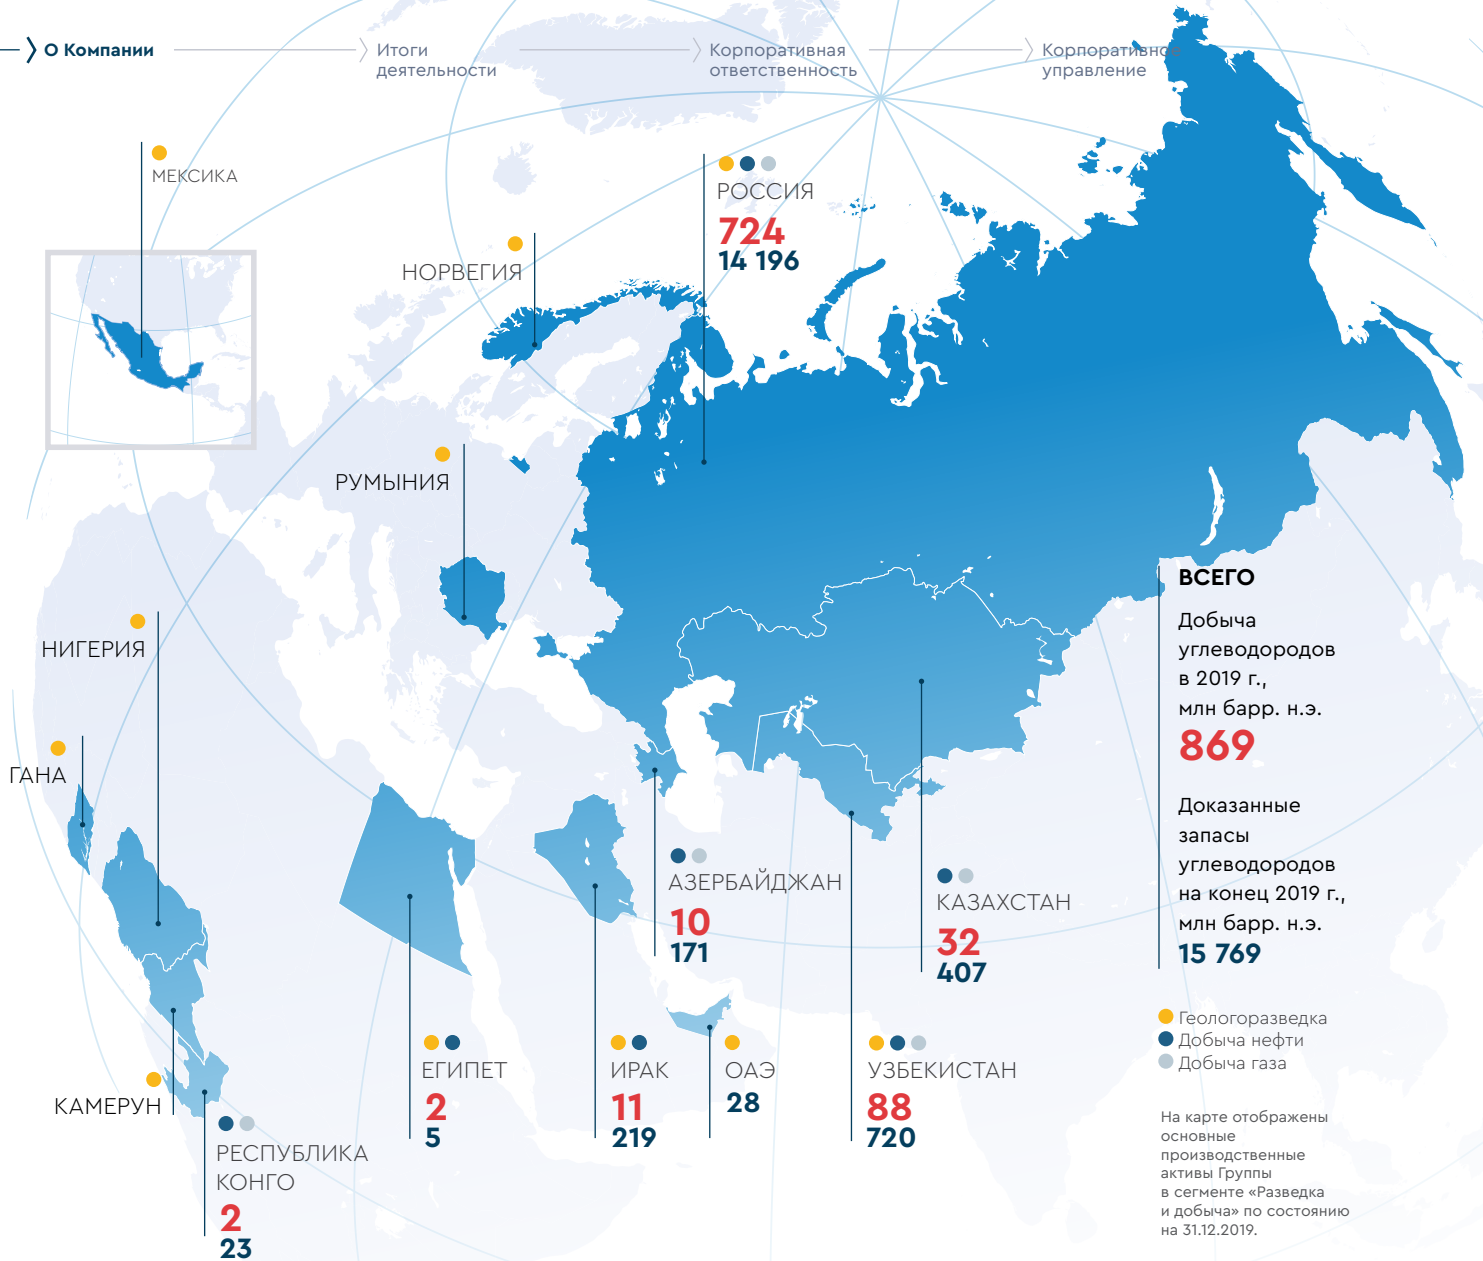 О Компании
Итоги
деятельности
Корпоративная
ответственность
Корпоративное
управление
МЕКСИКА
НОРВЕГИЯ
РОССИЯ
724
14 196
РУМЫНИЯ
НИГЕРИЯ
ГАНА
КАМЕРУН
РЕСПУБЛИКА
КОНГО
2
23
ЕГИПЕТ
2
5
ИРАК
11
219
ОАЭ
28
АЗЕРБАЙДЖАН
10
171
УЗБЕКИСТАН
88
720
КАЗАХСТАН
32
407
ВСЕГО
Добыча
углеводородов
в 2019 г.,
млн барр. н.э.
869
Доказанные
запасы
углеводородов
на конец 2019 г.,
млн барр. н.э.
15 769
Геологоразведка
Добыча нефти
Добыча газа
На карте отображены
основные
производственные
активы Группы
в сегменте «Разведка
и добыча» по состоянию
на 31.12.2019.